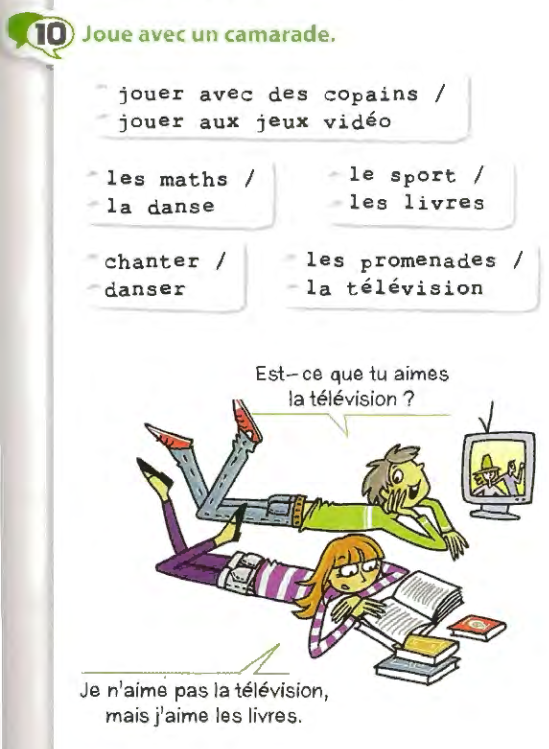 10 Joue avec un camarade.
jouer avec des copains /
jouer aux jeux vidéo
les maths /
la danse
le sport /
les livres
chanter /
danser
les promenades /
la télévision
Est-ce que tu aimes
la télévision ?
Je n'aime pas la télévision,
mais j'aime les livres.